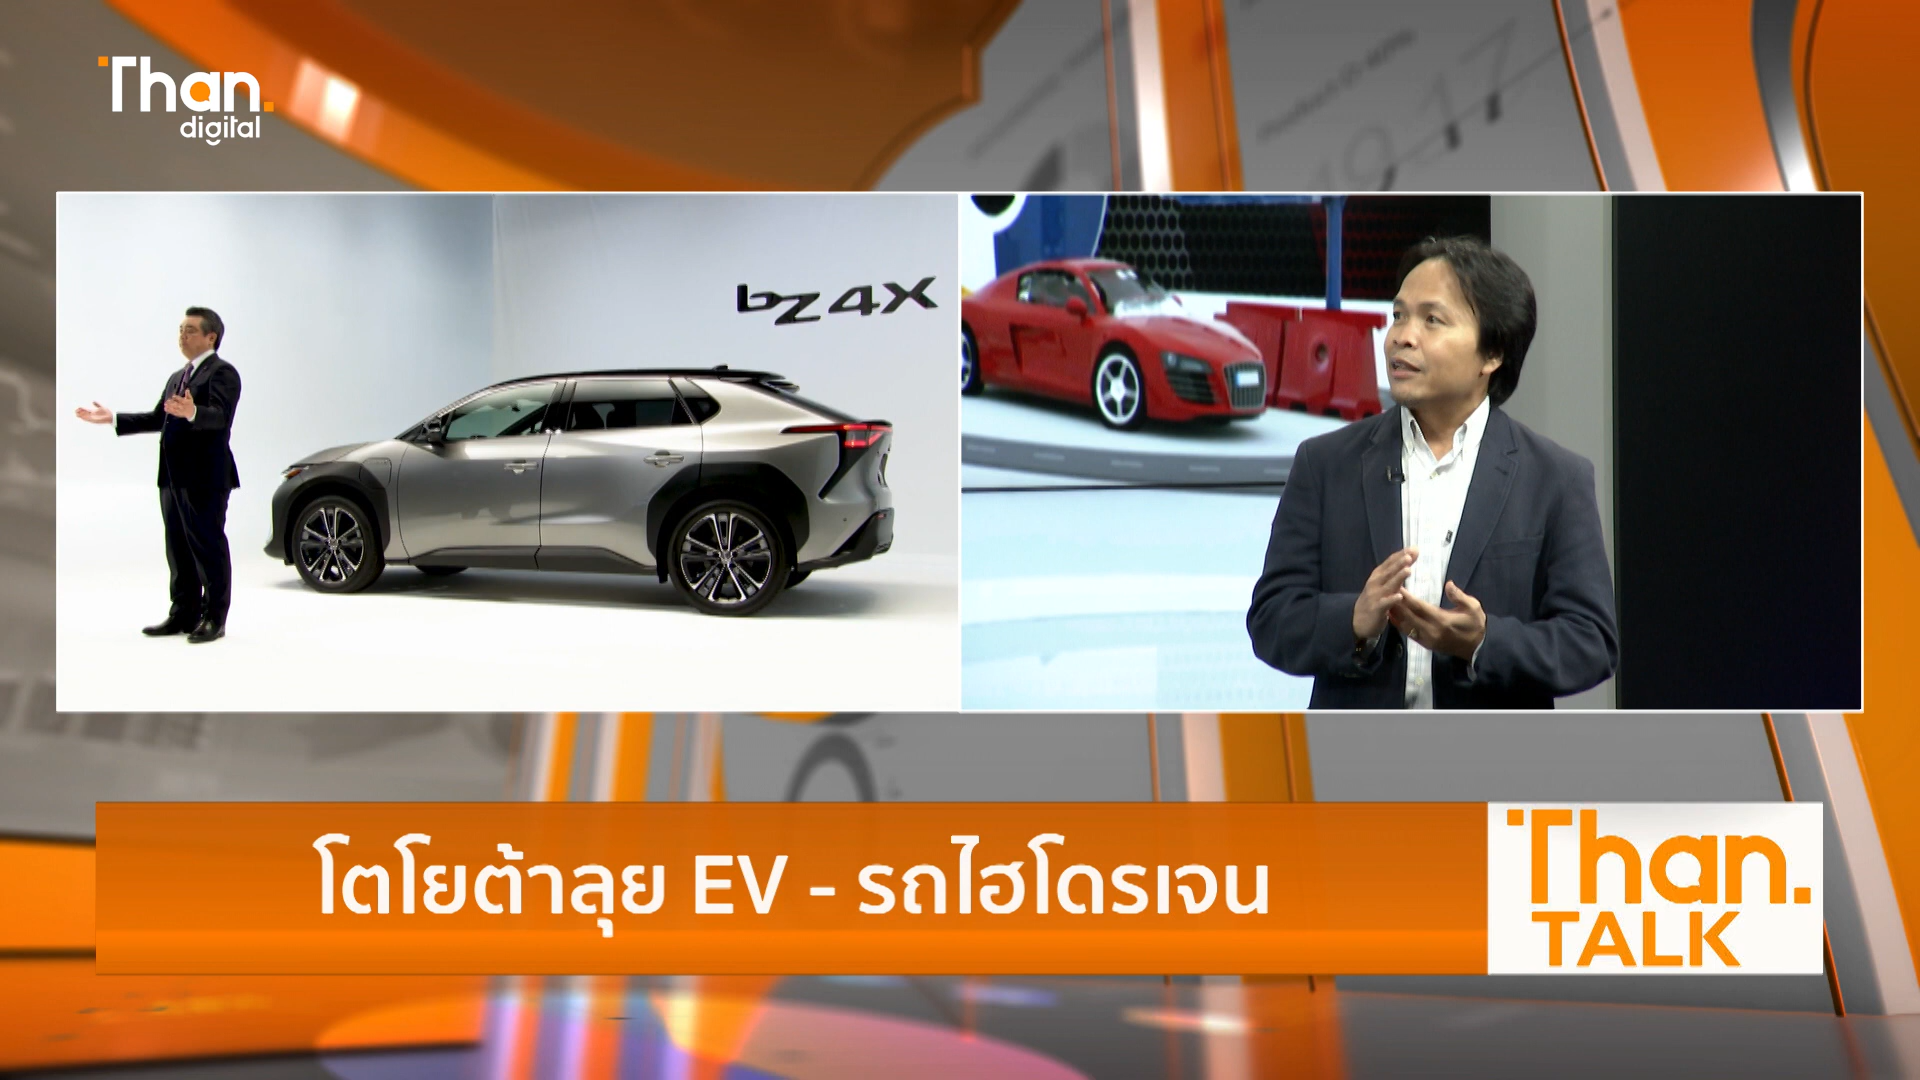 Than.
digital
bZ4X
โตโยต้าลุย EV - รถไฮโดรเจน
Than.
TALK